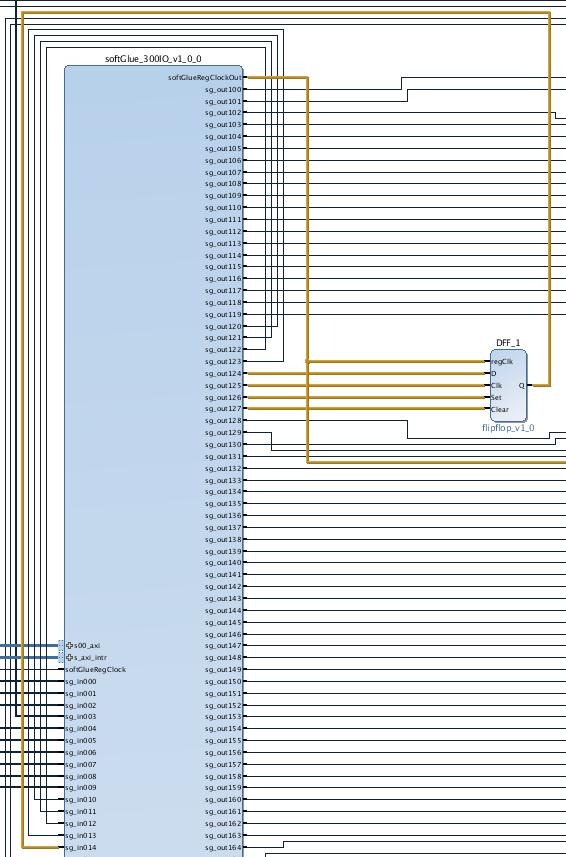 softGlue_300IO_v1_0_0
softGlueRegClockOut
sg_out100
sg_out101
sg_out102
sg_out103
sg_out104
sg_out105
sg_out106
sg_out107
sg_out108
sg_out109
sg_out110
sg_out111
sg_out112
sg_out113
sg_out114
sg_out115
sg_out116
sg_out117
sg_out118
sg_out119
sg_out120
sg_out121
sg_out122
sg_out123
sg_out124
sg_out125
sg_out126
sg_out127
sg_out128
sg_out129
sg_out130
sg_out131
sg_out132
sg_out133
sg_out134
sg_out135
sg_out136
sg_out137
sg_out138
sg_out139
sg_out140
sg_out141
sg_out142
sg_out143
sg_out144
sg_out145
sg_out146
sg_out147
sg_out148
sg_out149
sg_out150
sg_out151
sg_out152
sg_out153
sg_out154
sg_out155
sg_out156
sg_out157
sg_out158
sg_out159
sg_out160
sg_out161
sg_out162
sg_out163
sg_out164
s00_axi
s_axi_intr
softGlueRegClock
sg_in000
sg_in001
sg_in002
sg_in003
sg_in004
sg_in005
sg_in006
sg_in007
sg_in008
sg_in009
sg_in010
sg_in011
sg_in012
sg_in013
sg_in014
DFF_1
regClk
D
Clk
Set
Clear
Q
flipflop_v1_0